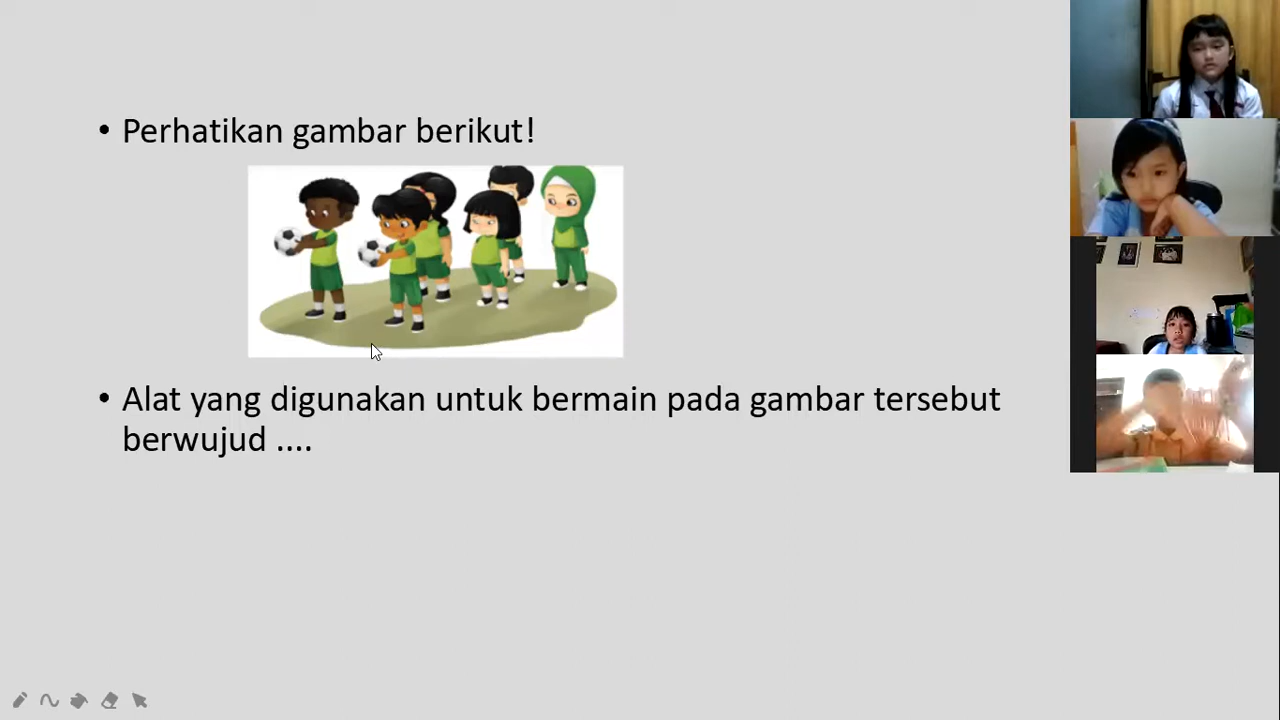 • Perhatikan gambar berikut!
• Alat yang digunakan untuk bermain pada gambar tersebut
berwujud ....